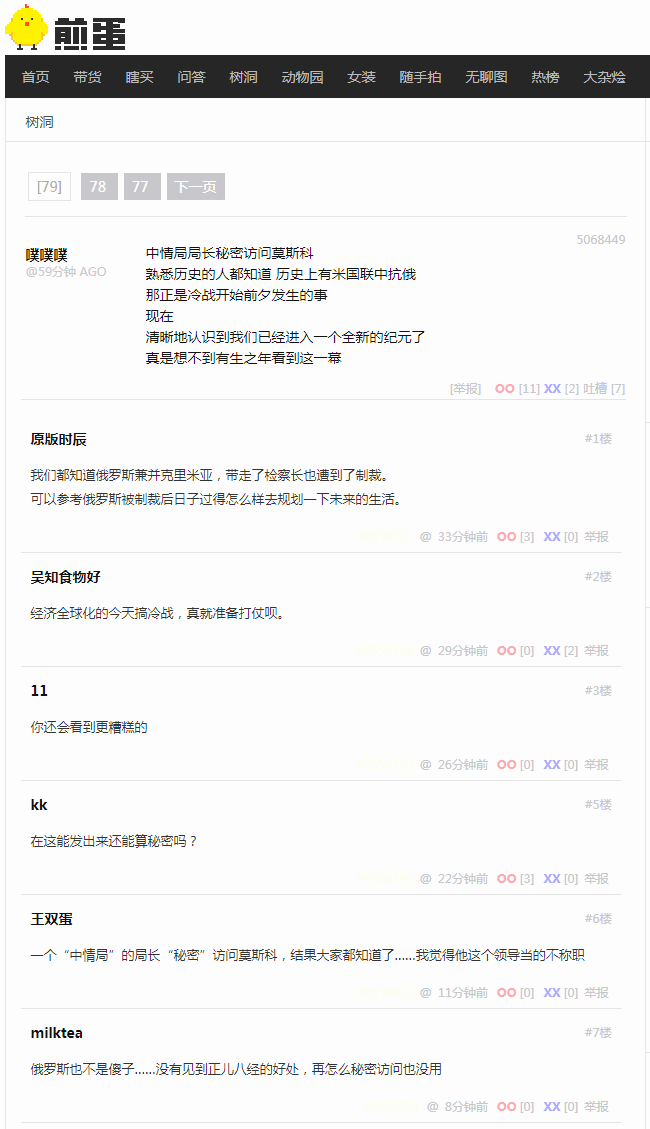 煎蛋
首页 带货 瞎买 问答 树洞 动物园 女装 随手拍 无聊图 热榜 大杂烩
树洞
[79] 78 77 下一页
5068449
噗噗噗
@59分钟 AGO
中情局局长秘密访问莫斯科
熟悉历史的人都知道 历史上有米国联中抗俄
那正是冷战开始前夕发生的事
现在
清晰地认识到我们已经进入一个全新的纪元了
真是想不到有生之年看到这一幕
[举报] OO [11] XX [2] 吐槽 [7]
原版时辰 #1楼
我们都知道俄罗斯兼并克里米亚，带走了检察长也遭到了制裁。
可以参考俄罗斯被制裁后日子过得怎么样去规划一下未来的生活。
@ 33分钟前 OO [3] XX [0] 举报
吴知食物好 #2楼
经济全球化的今天搞冷战，真就准备打仗呗。
@ 29分钟前 OO [0] XX [2] 举报
11 #3楼
你还会看到更糟糕的
@ 26分钟前 OO [0] XX [0] 举报
kk #5楼
在这能发出来还能算秘密吗？
@ 22分钟前 OO [3] XX [0] 举报
王双蛋 #6楼
一个“中情局”的局长“秘密”访问莫斯科，结果大家都知道了……我觉得他这个领导当的不称职
@ 11分钟前 OO [0] XX [0] 举报
milktea #7楼
俄罗斯也不是傻子……没有见到正儿八经的好处，再怎么秘密访问也没用
@ 8分钟前 OO [0] XX [0] 举报